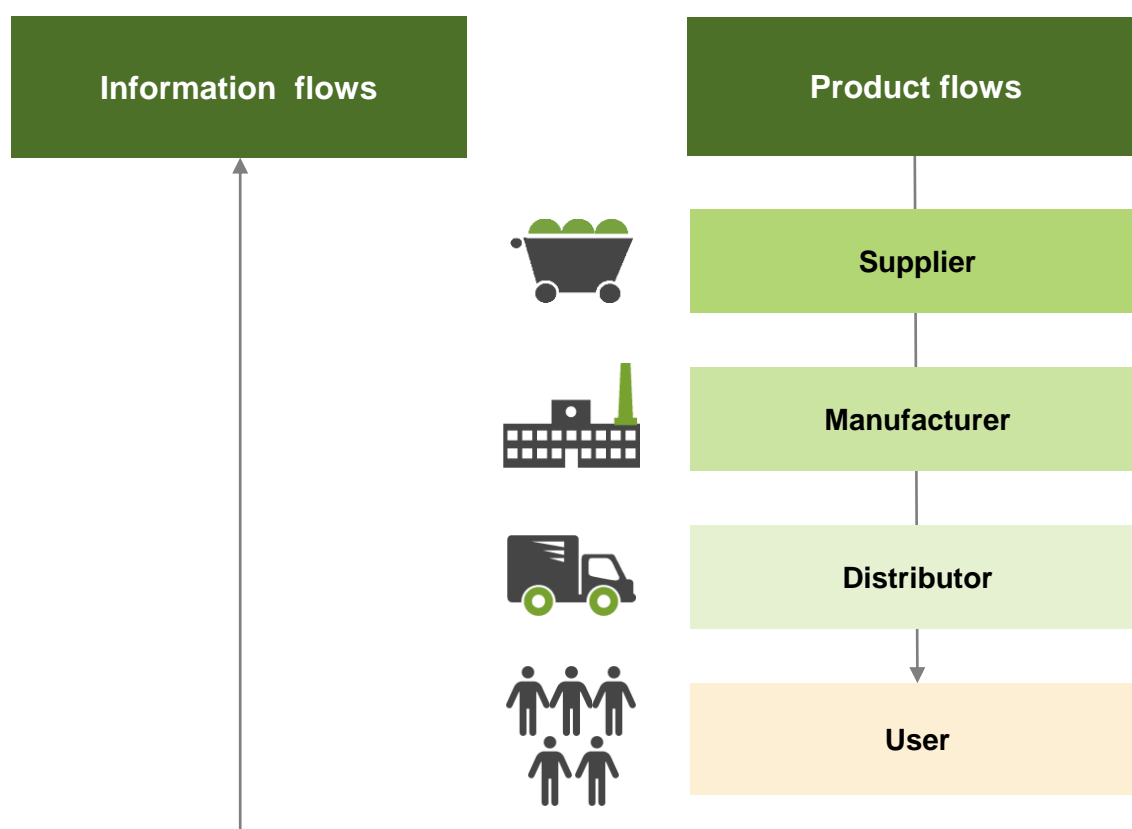 Information  flows
Product flows
Supplier
Manufacturer
Distributor
User